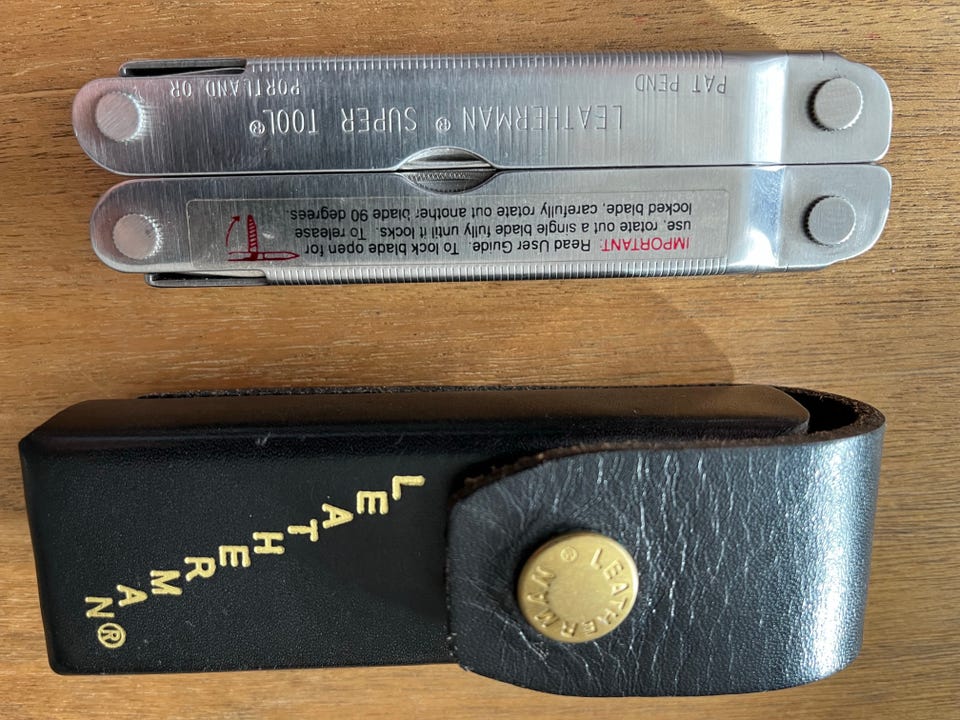 LEATHERMAN® SUPER TOOL®
PAT PEND
PORTLAND, OR
IMPORTANT: Read User Guide. To lock blade open for
use, rotate out a single blade fully until it locks. To release
locked blade, carefully rotate out another blade 90 degrees.
LEATHERMAN®
LEATHERMAN ®